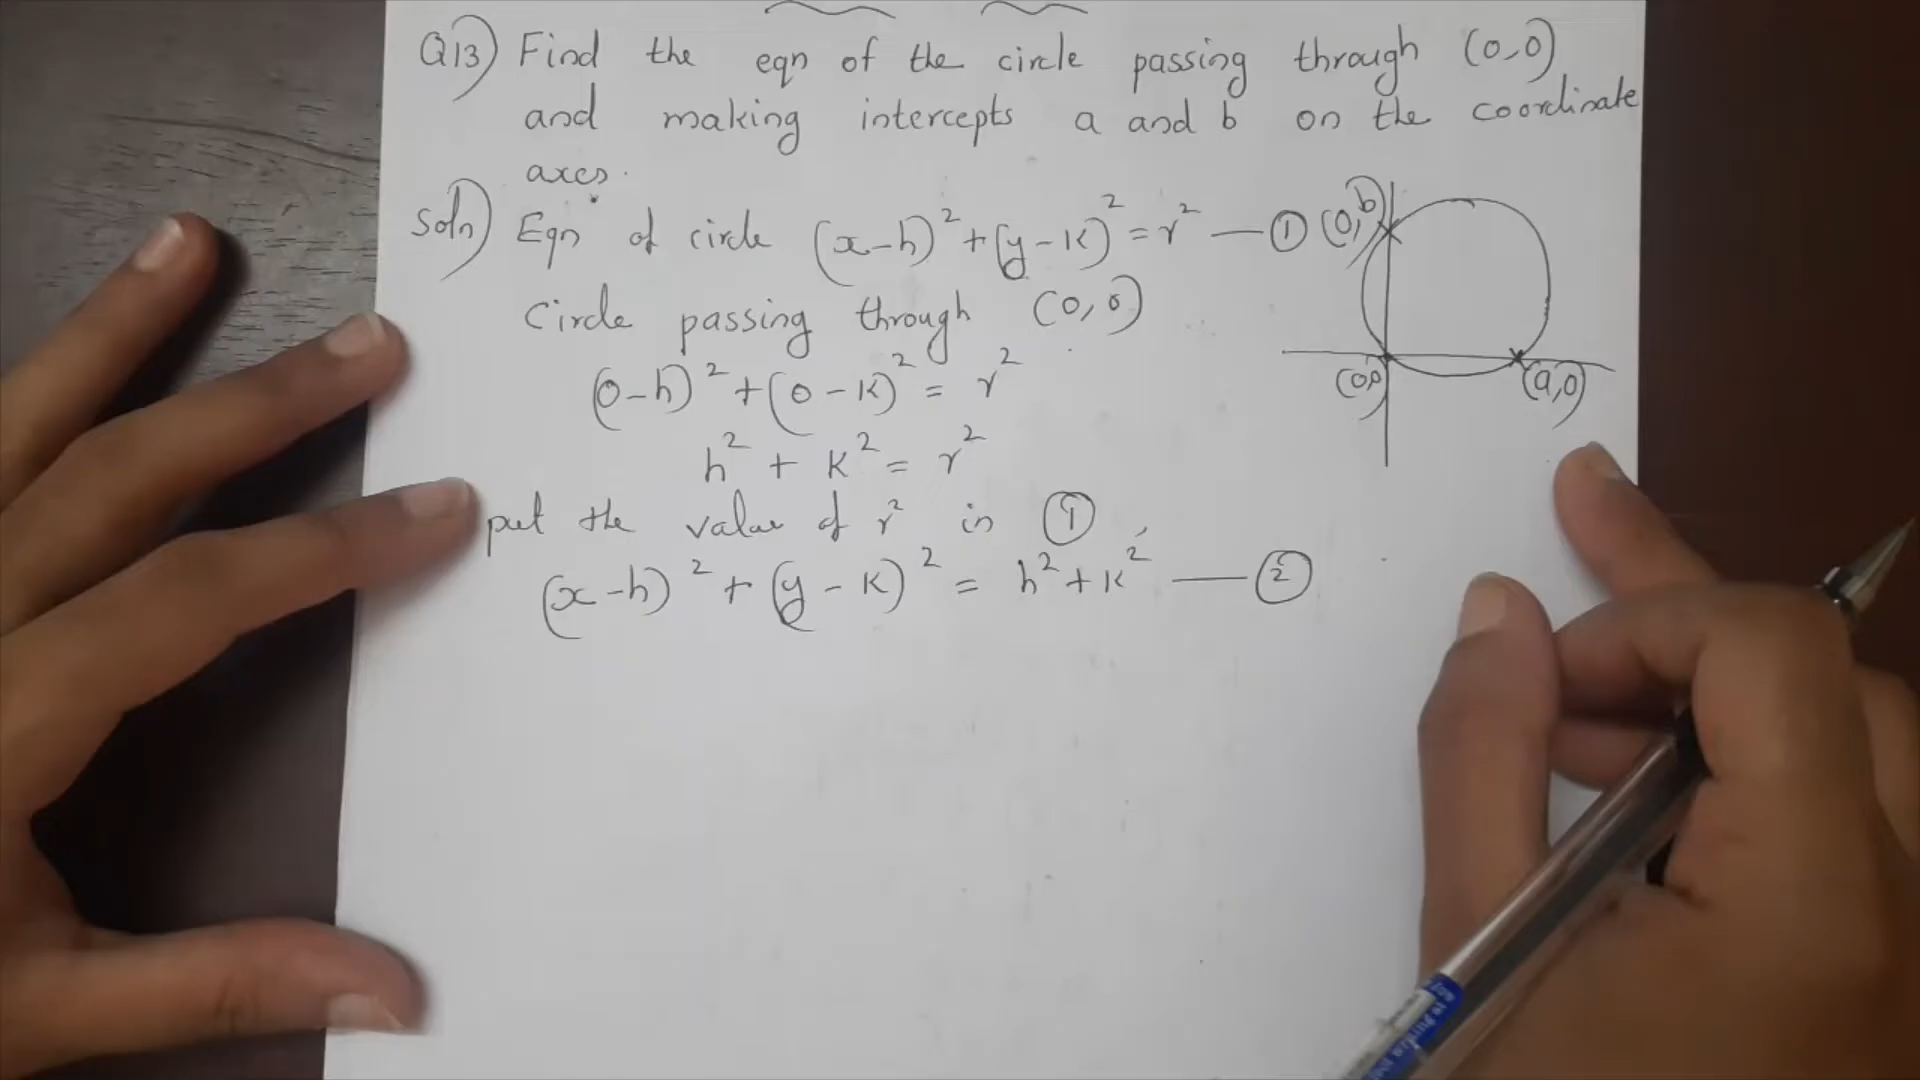 Q13) Find the eqn of the circle passing through (0,0)
and making intercepts a and b on the coordinate
axes.
Soln) Eqn of circle (x-h)² + (y-k)² = r² — ①
Circle passing through (0,0)
(0-h)² + (0-k)² = r²
h² + k² = r²
put the value of r² in ①
(x-h)² + (y-k)² = h² + k² — ②
(0,b)
(0,0)
(a,0)